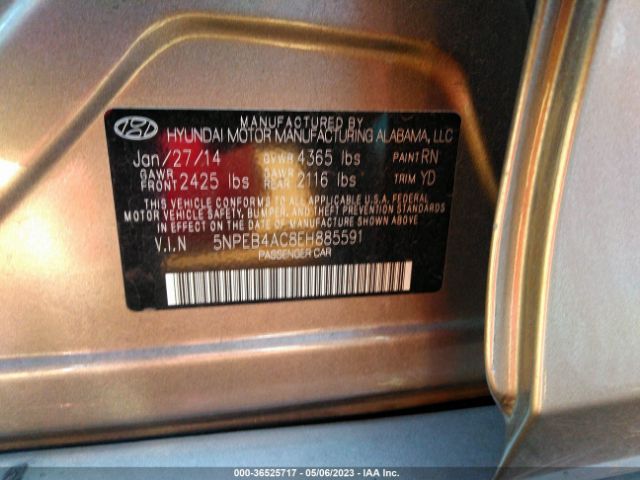 MANUFACTURED BY
HYUNDAI MOTOR MANUFACTURING ALABAMA, LLC
Jan/27/14 GVWR 4365 lbs PAINT RN
GAWR FRONT 2425 lbs GAWR REAR 2116 lbs TRIM YD
THIS VEHICLE CONFORMS TO ALL APPLICABLE U.S.A. FEDERAL
MOTOR VEHICLE SAFETY, BUMPER, AND THEFT PREVENTION STANDARDS
IN EFFECT ON THE DATE OF MANUFACTURE SHOWN ABOVE
V.I.N 5NPEB4AC8EH885591
PASSENGER CAR
000-36525717 - 05/06/2023 - IAA Inc.